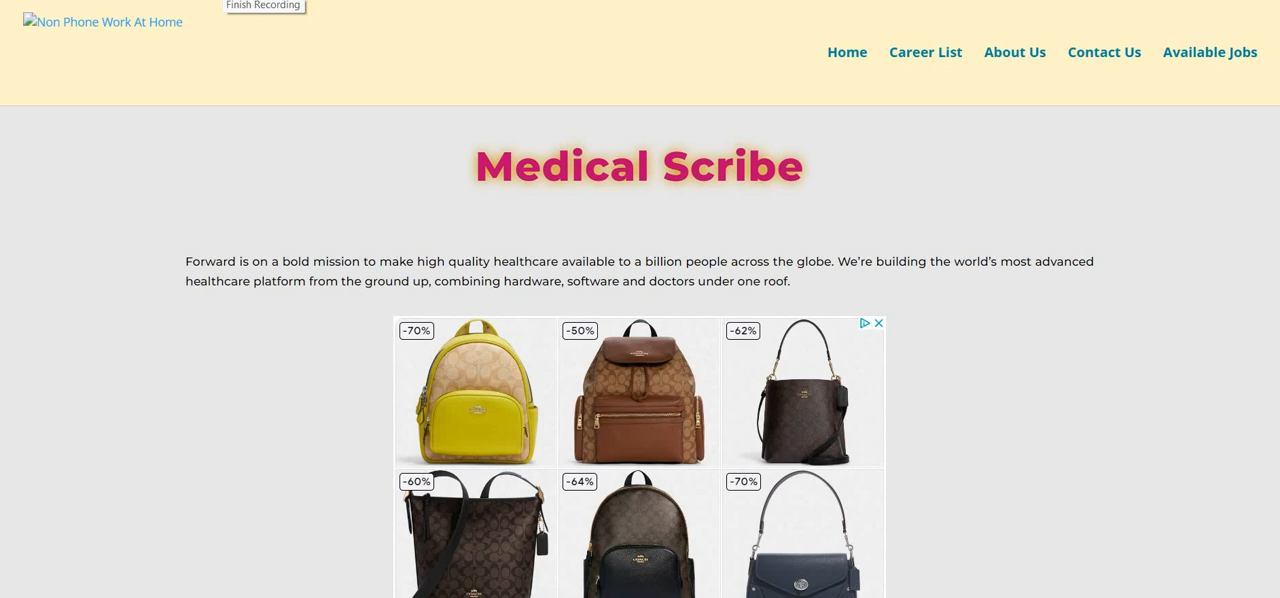 Finish Recording
Non Phone Work At Home
Home Career List About Us Contact Us Available Jobs
Medical Scribe
Forward is on a bold mission to make high quality healthcare available to a billion people across the globe. We’re building the world’s most advanced
healthcare platform from the ground up, combining hardware, software and doctors under one roof.
-70% -50% -62%
-60% -64% -70%